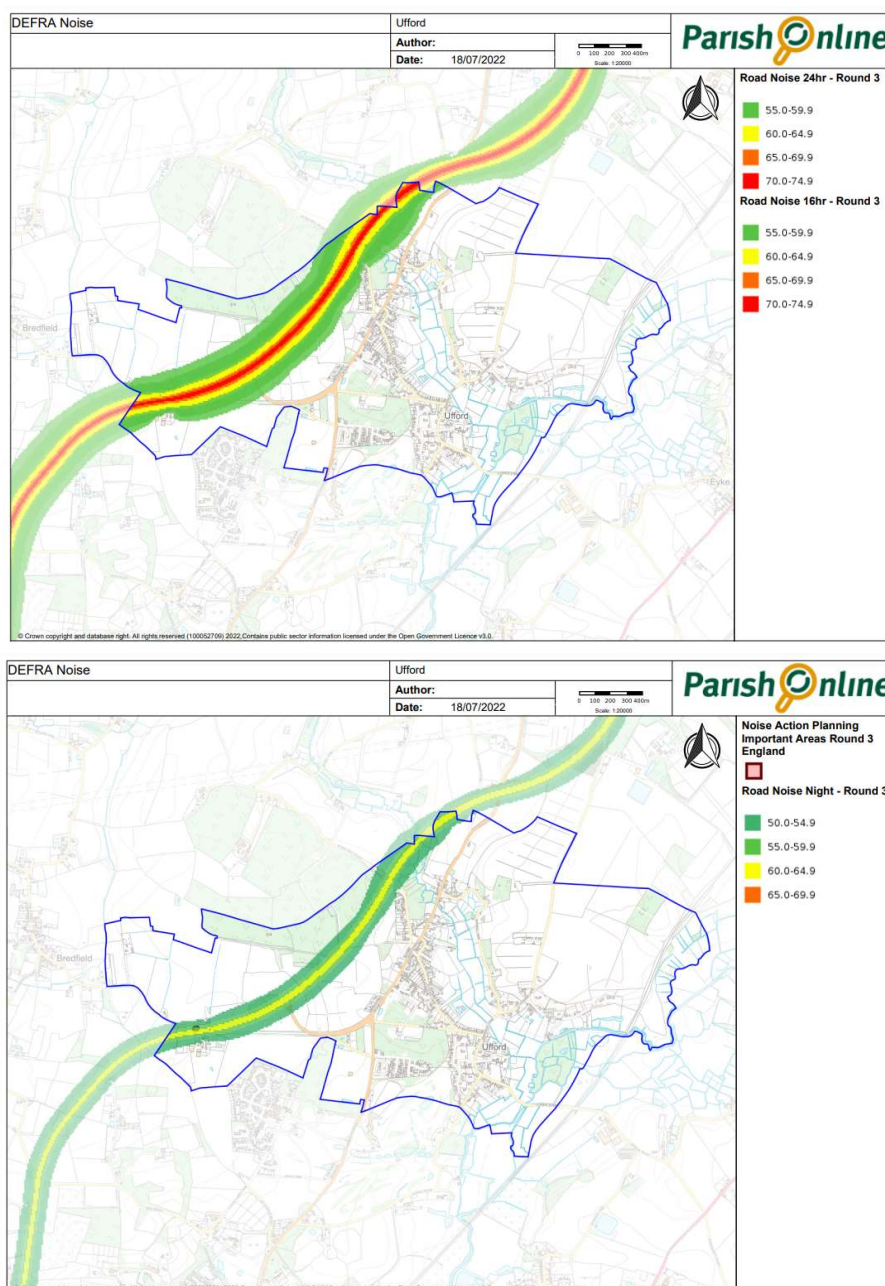 DEFRA Noise
Ufford
Author:
Date: 18/07/2022
0 100 200 300 400m
Scale: 1:20000
Parish Online
Road Noise 24hr - Round 3
55.0-59.9
60.0-64.9
65.0-69.9
70.0-74.9
Road Noise 16hr - Round 3
55.0-59.9
60.0-64.9
65.0-69.9
70.0-74.9
Bredfield
Ufford
Eyke
© Crown copyright and database right. All rights reserved (100052709) 2022,Contains public sector information licensed under the Open Government Licence v3.0.
DEFRA Noise
Ufford
Author:
Date: 18/07/2022
0 100 200 300 400m
Scale: 1:20000
Parish Online
Noise Action Planning
Important Areas Round 3
England
Road Noise Night - Round 3
50.0-54.9
55.0-59.9
60.0-64.9
65.0-69.9
Bredfield
Ufford